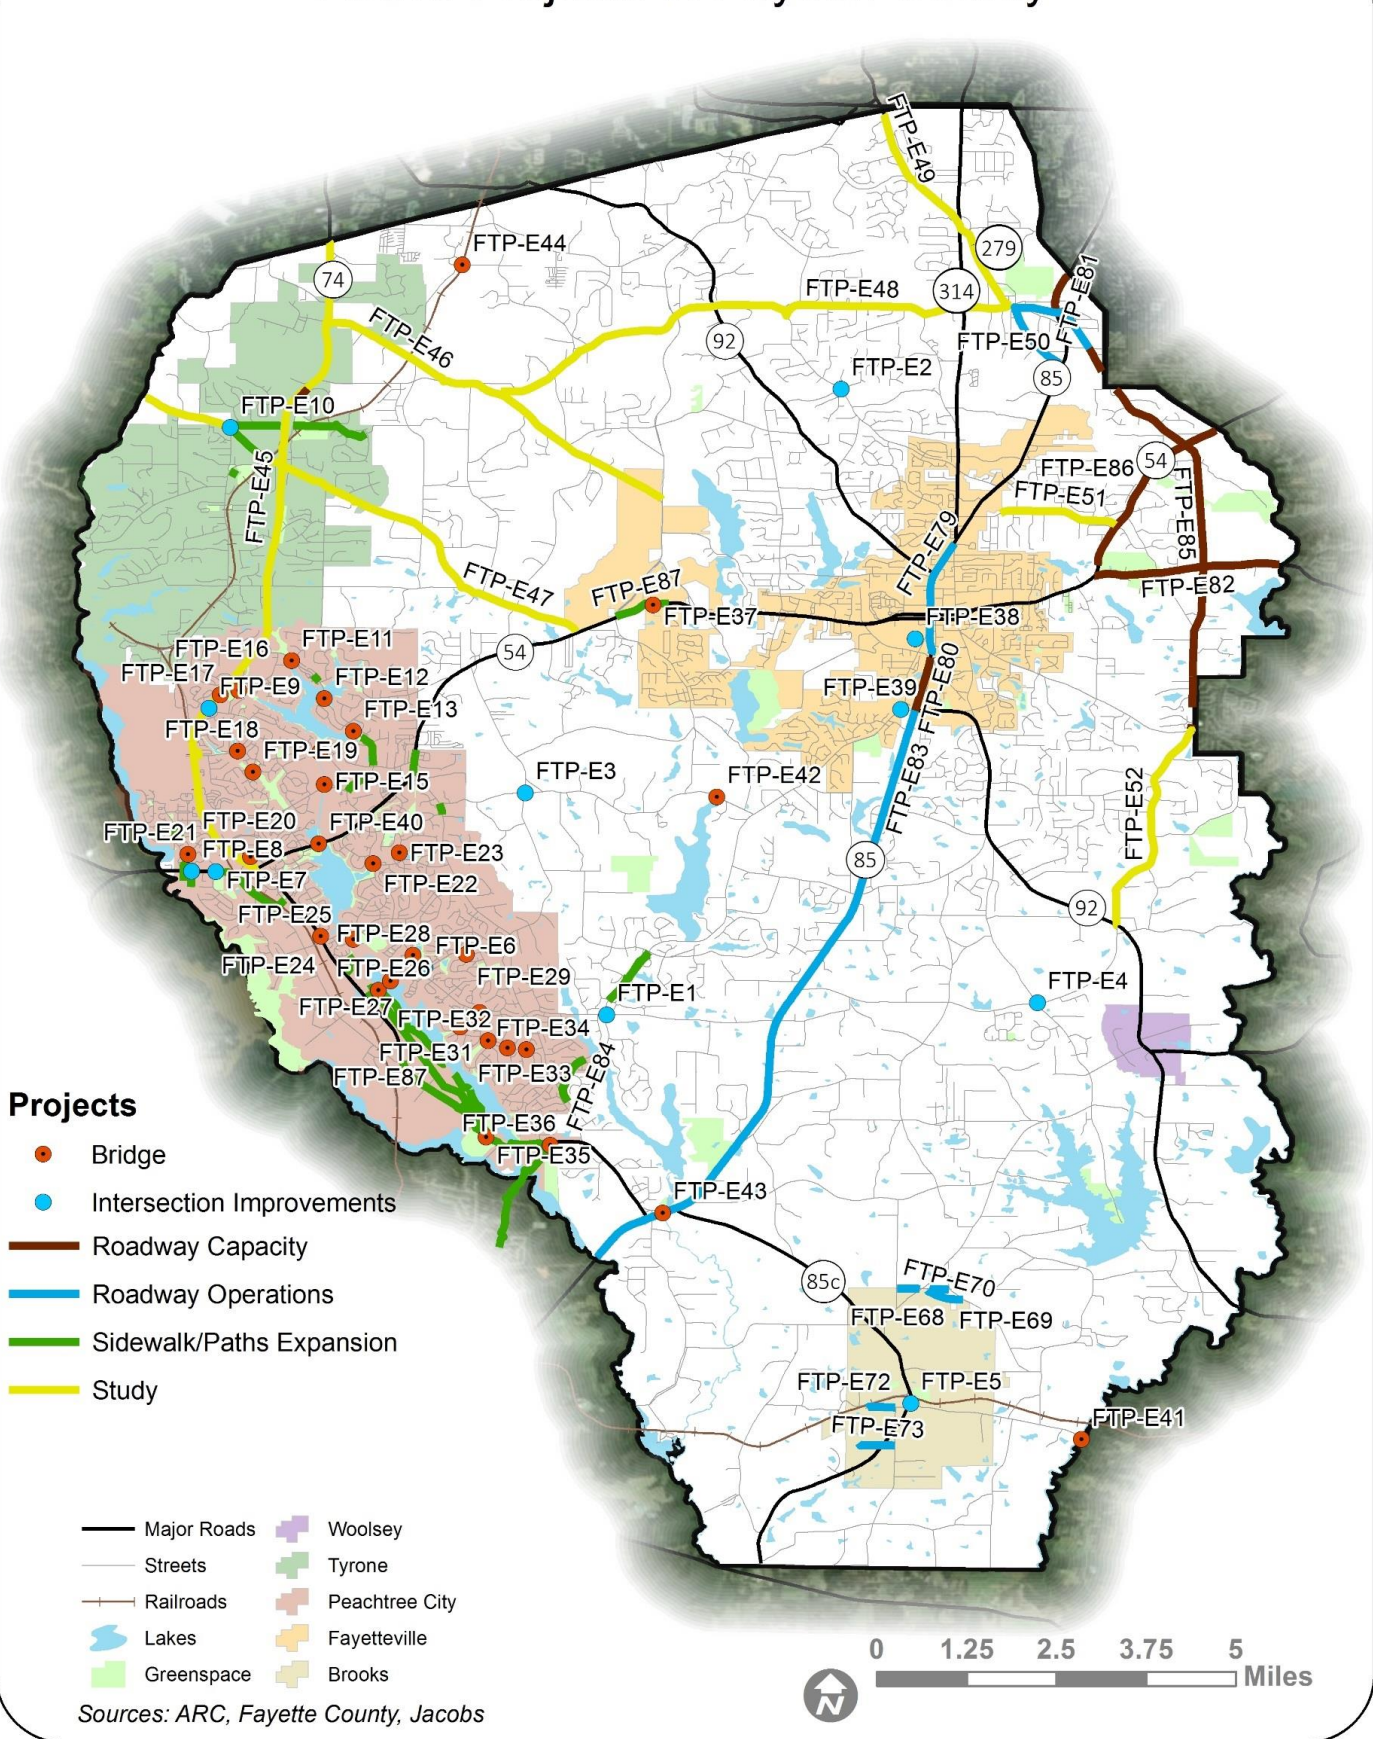 FTP-E49
279
FTP-E44
74
FTP-E81
FTP-E48
314
FTP-E46
92
FTP-E50
FTP-E2
85
FTP-E10
54
FTP-E86
FTP-E45
FTP-E51
FTP-E85
FTP-E79
FTP-E47
FTP-E87
FTP-E82
FTP-E37
FTP-E38
FTP-E11
FTP-E16
54
FTP-E17
FTP-E12
FTP-E9
FTP-E39
FTP-E80
FTP-E13
FTP-E18
FTP-E19
FTP-E3
FTP-E42
FTP-E15
FTP-E83
FTP-E52
FTP-E20
FTP-E40
FTP-E21
FTP-E8
FTP-E23
85
FTP-E7
FTP-E22
92
FTP-E25
FTP-E28
FTP-E6
FTP-E24
FTP-E26
FTP-E29
FTP-E4
FTP-E1
FTP-E27
FTP-E32
FTP-E34
FTP-E31
FTP-E87
FTP-E33
FTP-E84
FTP-E36
FTP-E35
FTP-E43
85c
FTP-E70
FTP-E68
FTP-E69
FTP-E72
FTP-E5
FTP-E73
FTP-E41
Projects
Bridge
Intersection Improvements
Roadway Capacity
Roadway Operations
Sidewalk/Paths Expansion
Study
Major Roads
Streets
Railroads
Lakes
Greenspace
Woolsey
Tyrone
Peachtree City
Fayetteville
Brooks
0 1.25 2.5 3.75 5
Miles
N
Sources: ARC, Fayette County, Jacobs